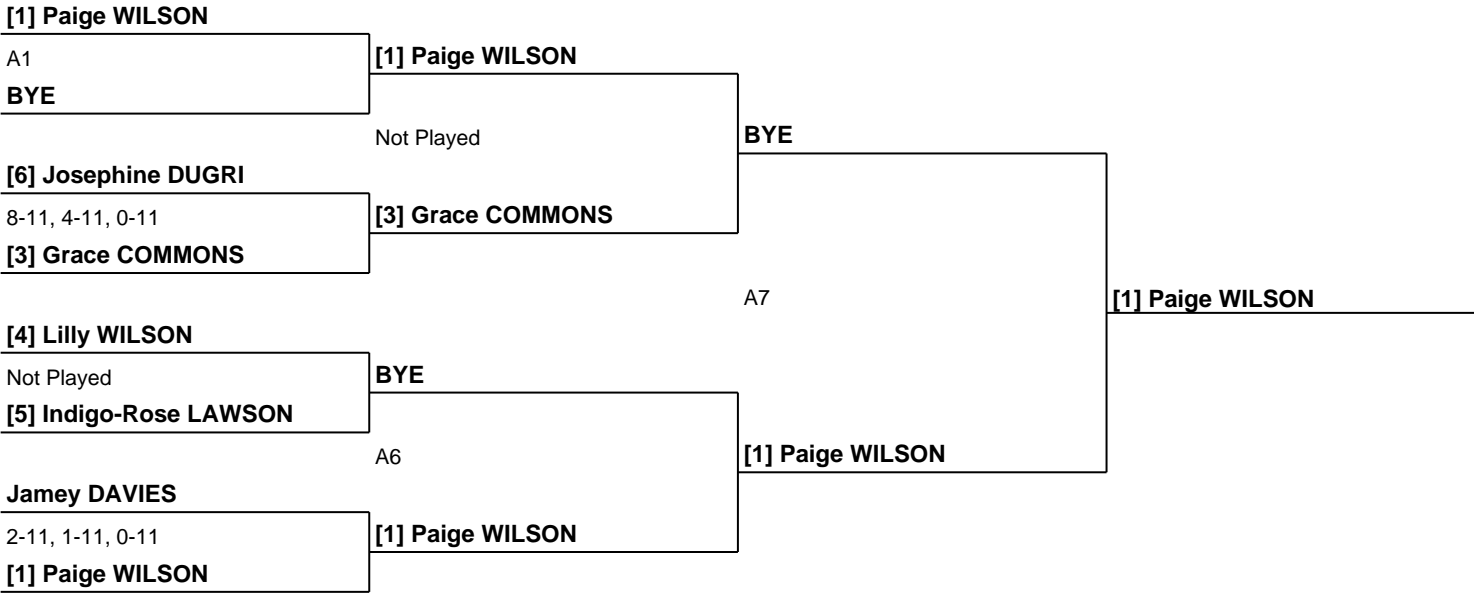 [1] Paige WILSON
A1
BYE
[6] Josephine DUGRI
8-11, 4-11, 0-11
[3] Grace COMMONS
[4] Lilly WILSON
Not Played
[5] Indigo-Rose LAWSON
Jamey DAVIES
2-11, 1-11, 0-11
[1] Paige WILSON
[1] Paige WILSON
Not Played
[3] Grace COMMONS
BYE
A6
[1] Paige WILSON
BYE
A7
[1] Paige WILSON
[1] Paige WILSON